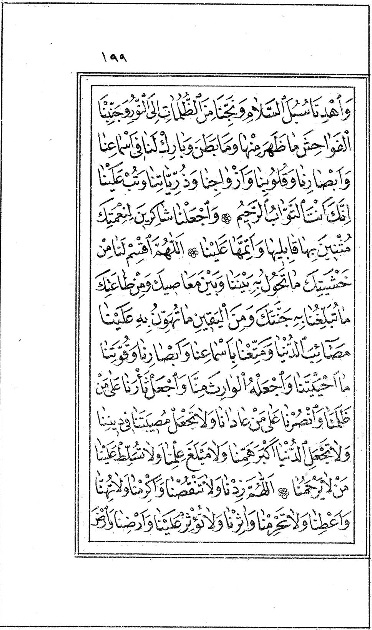 ١٩٩
وَاهْدِنَا سُبُلَ السَّلَامِ وَنَجِّنَا مِنَ الظُّلُمَاتِ إِلَى النُّورِ وَجَنِّبْنَا
الْفَوَاحِشَ مَا ظَهَرَ مِنْهَا وَمَا بَطَنَ وَبَارِكْ لَنَا فِي أَسْمَاعِنَا
وَأَبْصَارِنَا وَقُلُوبِنَا وَأَزْوَاجِنَا وَذُرِّيَّاتِنَا وَتُبْ عَلَيْنَا
إِنَّكَ أَنْتَ التَّوَّابُ الرَّحِيمُ * وَاجْعَلْنَا شَاكِرِينَ لِنِعْمَتِكَ
مُثْنِينَ بِهَا قَابِلِيهَا وَأَتِمَّهَا عَلَيْنَا * اللَّهُمَّ اقْسِمْ لَنَا مِنْ
خَشْيَتِكَ مَا تَحُولُ بِهِ بَيْنَنَا وَبَيْنَ مَعَاصِيكَ وَمِنْ طَاعَتِكَ
مَا تُبَلِّغُنَا بِهِ جَنَّتَكَ وَمِنَ الْيَقِينِ مَا تُهَوِّنُ بِهِ عَلَيْنَا
مَصَائِبَ الدُّنْيَا وَمَتِّعْنَا بِأَسْمَاعِنَا وَأَبْصَارِنَا وَقُوَّتِنَا
مَا أَحْيَيْتَنَا وَاجْعَلْهُ الْوَارِثَ مِنَّا وَاجْعَلْ ثَأْرَنَا عَلَى مَنْ
ظَلَمَنَا وَانْصُرْنَا عَلَى مَنْ عَادَانَا وَلَا تَجْعَلْ مُصِيبَتَنَا فِي دِينِنَا
وَلَا تَجْعَلِ الدُّنْيَا أَكْبَرَ هَمِّنَا وَلَا مَبْلَغَ عِلْمِنَا وَلَا تُسَلِّطْ عَلَيْنَا
مَنْ لَا يَرْحَمُنَا * اللَّهُمَّ زِدْنَا وَلَا تَنْقُصْنَا وَأَكْرِمْنَا وَلَا تُهِنَّا
وَأَعْطِنَا وَلَا تَحْرِمْنَا وَآثِرْنَا وَلَا تُؤْثِرْ عَلَيْنَا وَأَرْضِنَا وَارْضَ